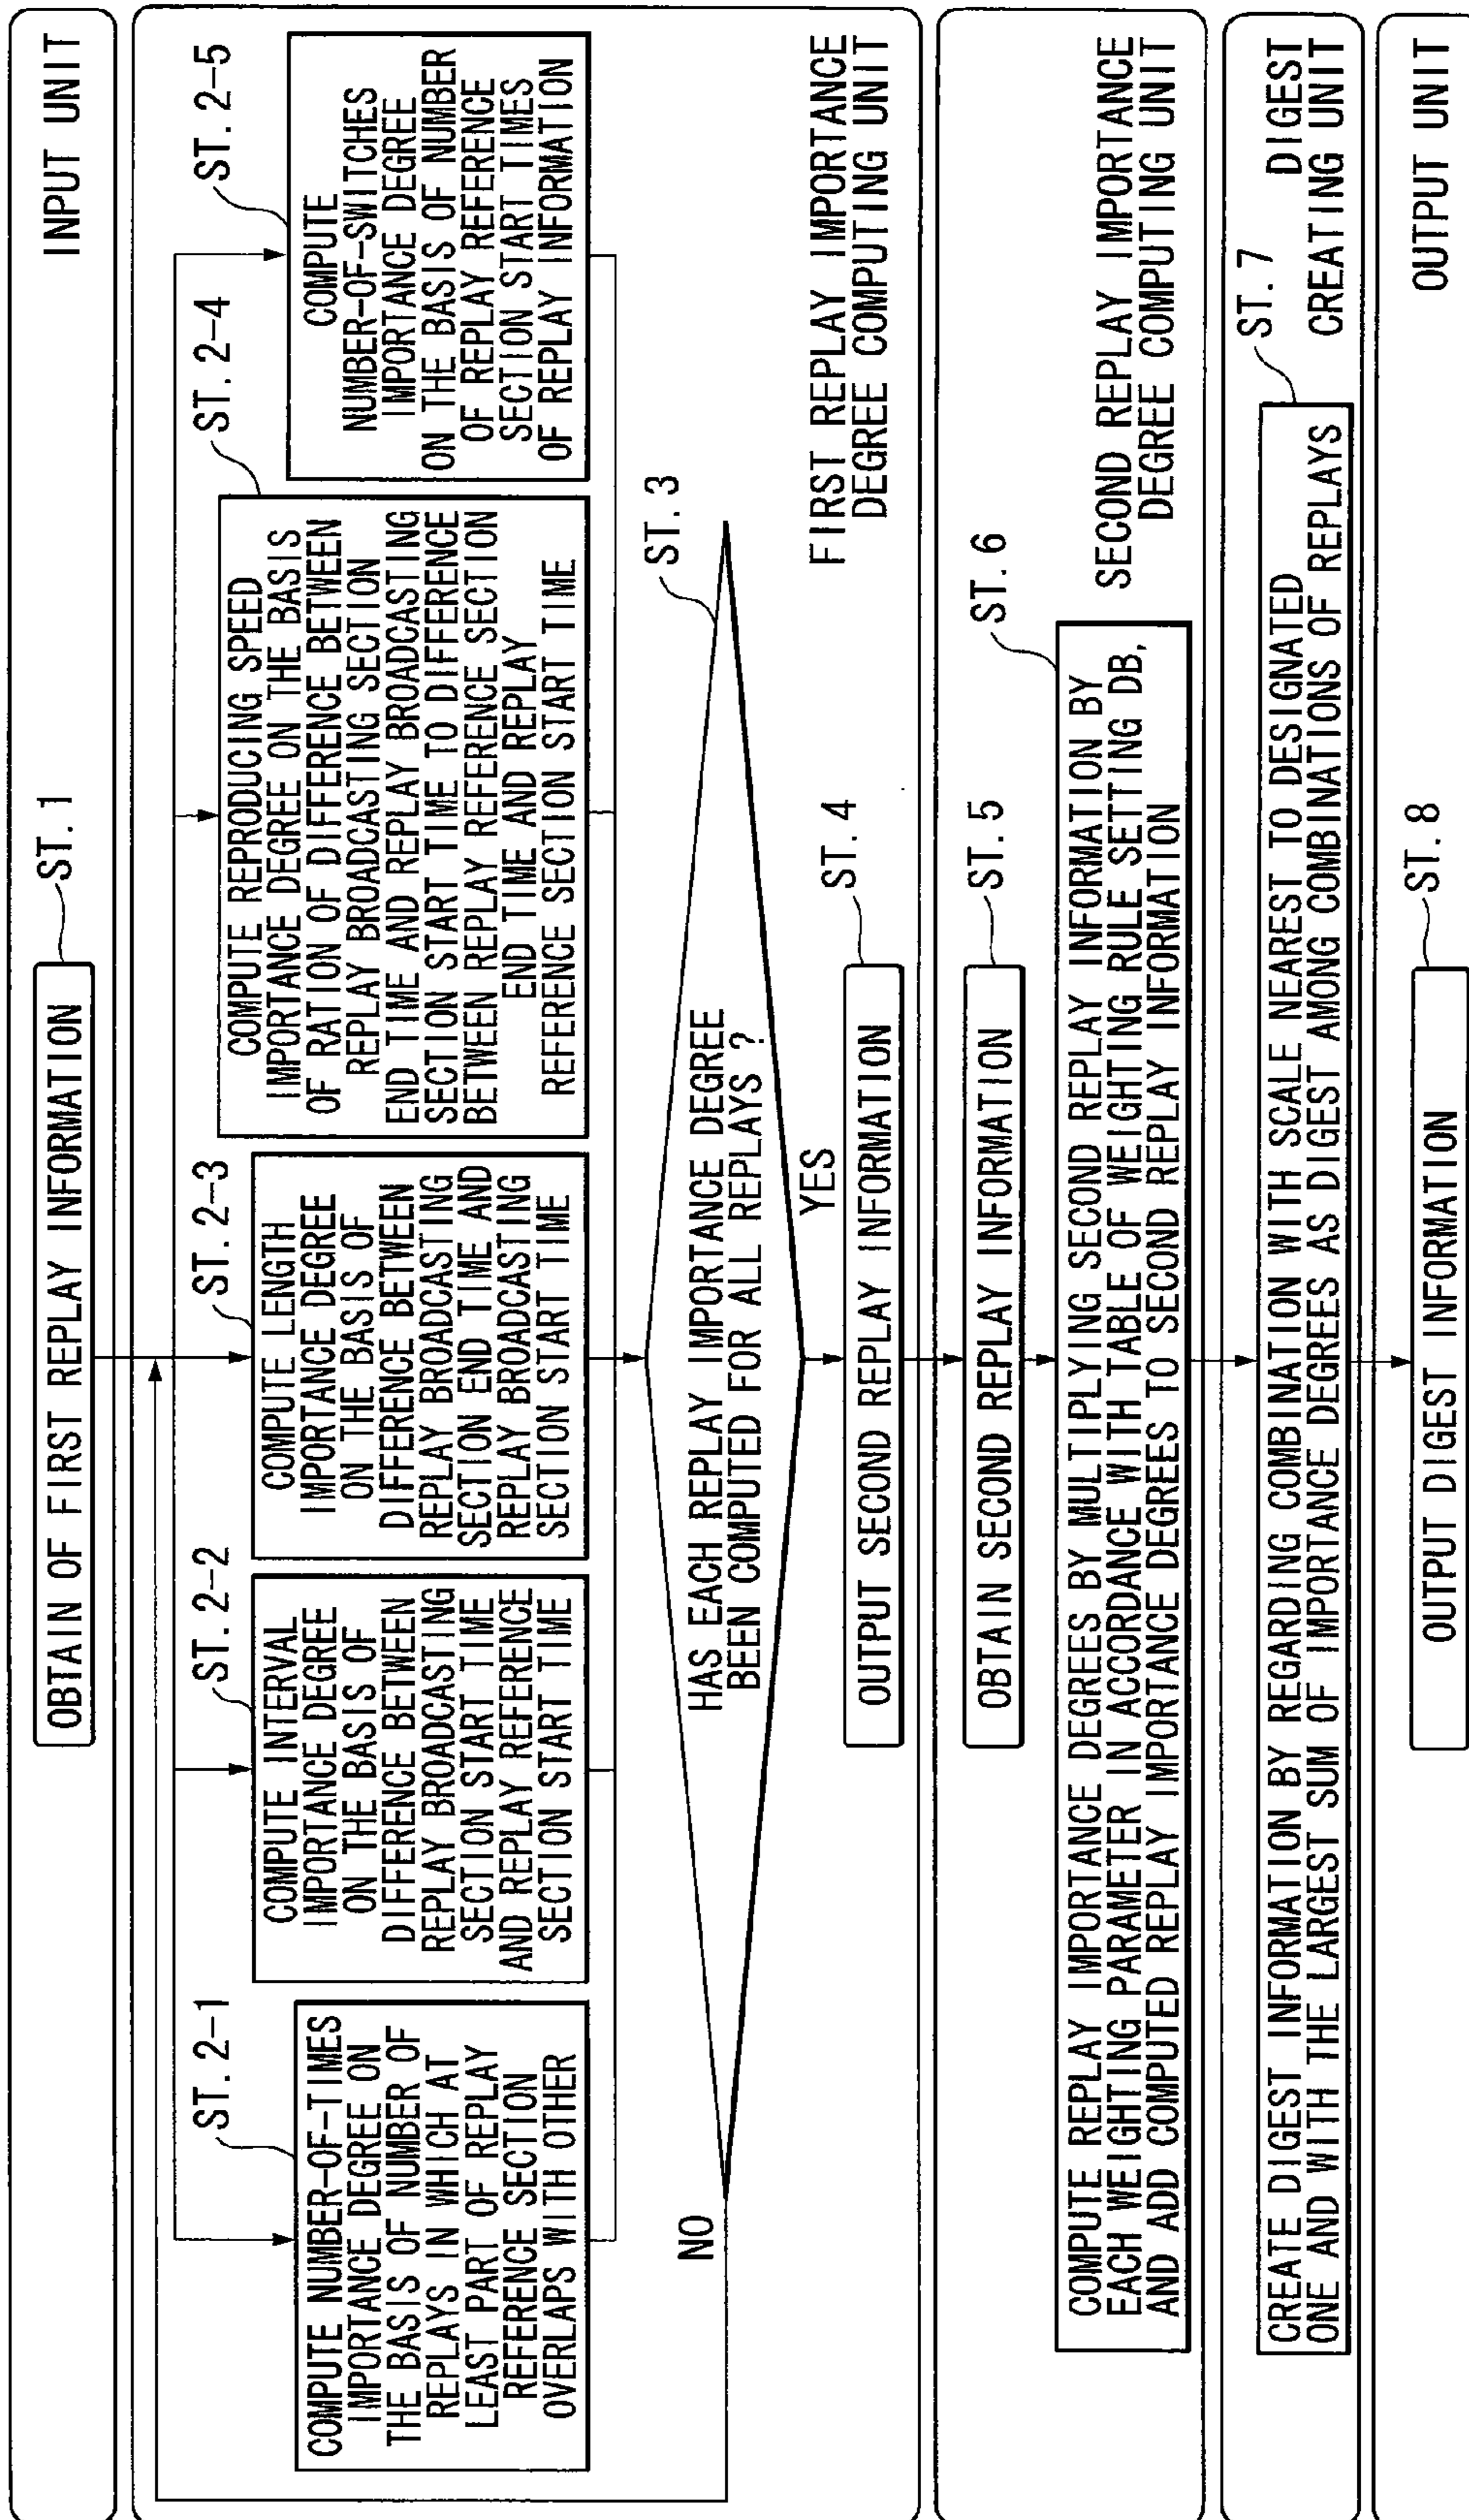 INPUT UNIT
OBTAIN OF FIRST REPLAY INFORMATION
ST. 1
ST. 2-1
COMPUTE NUMBER-OF-TIMES
IMPORTANCE DEGREE ON
THE BASIS OF NUMBER OF
REPLAYS IN WHICH AT
LEAST PART OF REPLAY
REFERENCE SECTION
OVERLAPS WITH OTHER
ST. 2-2
COMPUTE INTERVAL
IMPORTANCE DEGREE
ON THE BASIS OF
DIFFERENCE BETWEEN
REPLAY BROADCASTING
SECTION START TIME
AND REPLAY REFERENCE
SECTION START TIME
ST. 2-3
COMPUTE LENGTH
IMPORTANCE DEGREE
ON THE BASIS OF
DIFFERENCE BETWEEN
REPLAY BROADCASTING
SECTION END TIME AND
REPLAY BROADCASTING
SECTION START TIME
ST. 2-4
COMPUTE REPRODUCING SPEED
IMPORTANCE DEGREE ON THE BASIS
OF RATION OF DIFFERENCE BETWEEN
REPLAY BROADCASTING SECTION
END TIME AND REPLAY BROADCASTING
SECTION START TIME TO DIFFERENCE
BETWEEN REPLAY REFERENCE SECTION
END TIME AND REPLAY
REFERENCE SECTION START TIME
ST. 2-5
COMPUTE
NUMBER-OF-SWITCHES
IMPORTANCE DEGREE
ON THE BASIS OF NUMBER
OF REPLAY REFERENCE
SECTION START TIMES
OF REPLAY INFORMATION
NO
HAS EACH REPLAY IMPORTANCE DEGREE
BEEN COMPUTED FOR ALL REPLAYS ?
ST. 3
YES
FIRST REPLAY IMPORTANCE
DEGREE COMPUTING UNIT
OUTPUT SECOND REPLAY INFORMATION
ST. 4
OBTAIN SECOND REPLAY INFORMATION
ST. 5
ST. 6
COMPUTE REPLAY IMPORTANCE DEGREES BY MULTIPLYING SECOND REPLAY INFORMATION BY
EACH WEIGHTING PARAMETER IN ACCORDANCE WITH TABLE OF WEIGHTING RULE SETTING DB,
AND ADD COMPUTED REPLAY IMPORTANCE DEGREES TO SECOND REPLAY INFORMATION
SECOND REPLAY IMPORTANCE
DEGREE COMPUTING UNIT
ST. 7
CREATE DIGEST INFORMATION BY REGARDING COMBINATION WITH SCALE NEAREST TO DESIGNATED
ONE AND WITH THE LARGEST SUM OF IMPORTANCE DEGREES AS DIGEST AMONG COMBINATIONS OF REPLAYS
DIGEST
CREATING UNIT
OUTPUT DIGEST INFORMATION
ST. 8
OUTPUT UNIT